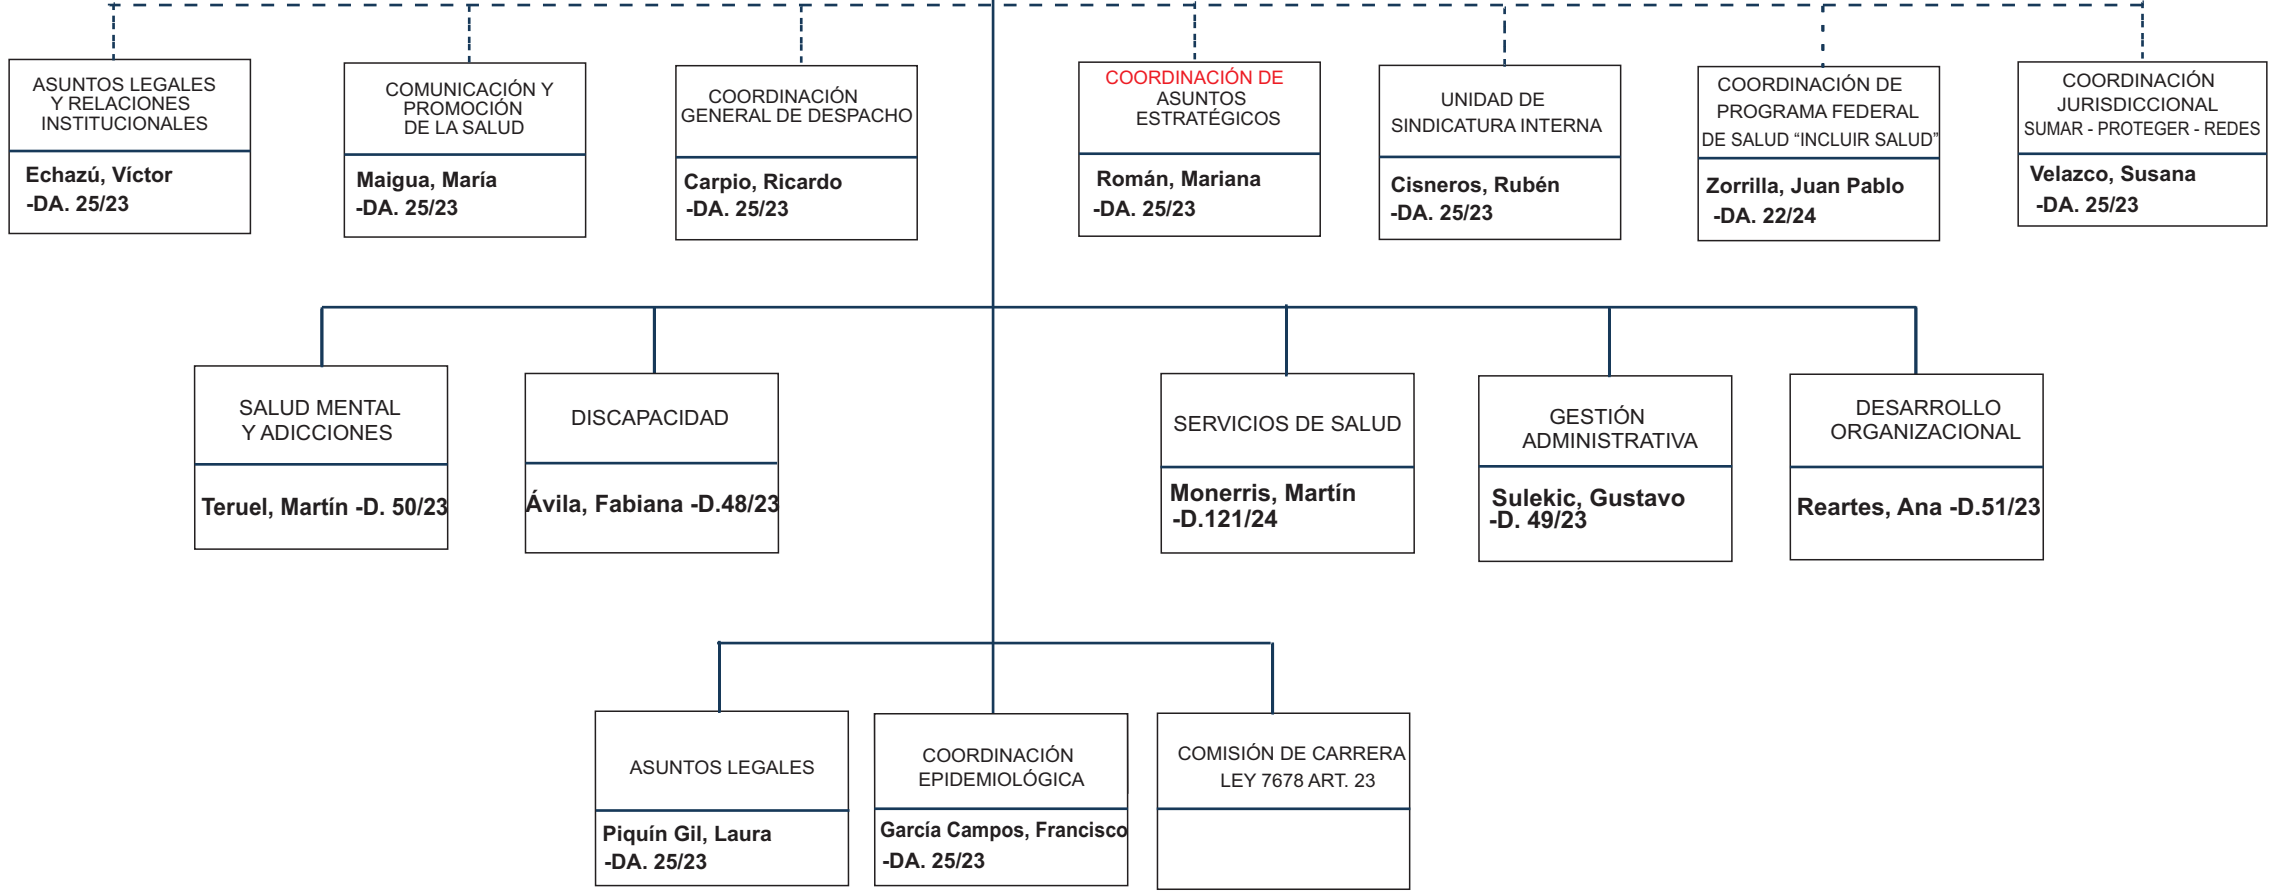 ASUNTOS LEGALES
Y RELACIONES
INSTITUCIONALES
Echazú, Víctor
-DA. 25/23
COMUNICACIÓN Y
PROMOCIÓN
DE LA SALUD
Maigua, María
-DA. 25/23
COORDINACIÓN
GENERAL DE DESPACHO
Carpio, Ricardo
-DA. 25/23
COORDINACIÓN DE
ASUNTOS
ESTRATÉGICOS
Román, Mariana
-DA. 25/23
UNIDAD DE
SINDICATURA INTERNA
Cisneros, Rubén
-DA. 25/23
COORDINACIÓN DE
PROGRAMA FEDERAL
DE SALUD “INCLUIR SALUD”
Zorrilla, Juan Pablo
-DA. 22/24
COORDINACIÓN
JURISDICCIONAL
SUMAR - PROTEGER - REDES
Velazco, Susana
-DA. 25/23
SALUD MENTAL
Y ADICCIONES
Teruel, Martín -D. 50/23
DISCAPACIDAD
Ávila, Fabiana -D.48/23
SERVICIOS DE SALUD
Monerris, Martín
-D.121/24
GESTIÓN
ADMINISTRATIVA
Sulekic, Gustavo
-D. 49/23
DESARROLLO
ORGANIZACIONAL
Reartes, Ana -D.51/23
ASUNTOS LEGALES
Piquín Gil, Laura
-DA. 25/23
COORDINACIÓN
EPIDEMIOLÓGICA
García Campos, Francisco
-DA. 25/23
COMISIÓN DE CARRERA
LEY 7678 ART. 23